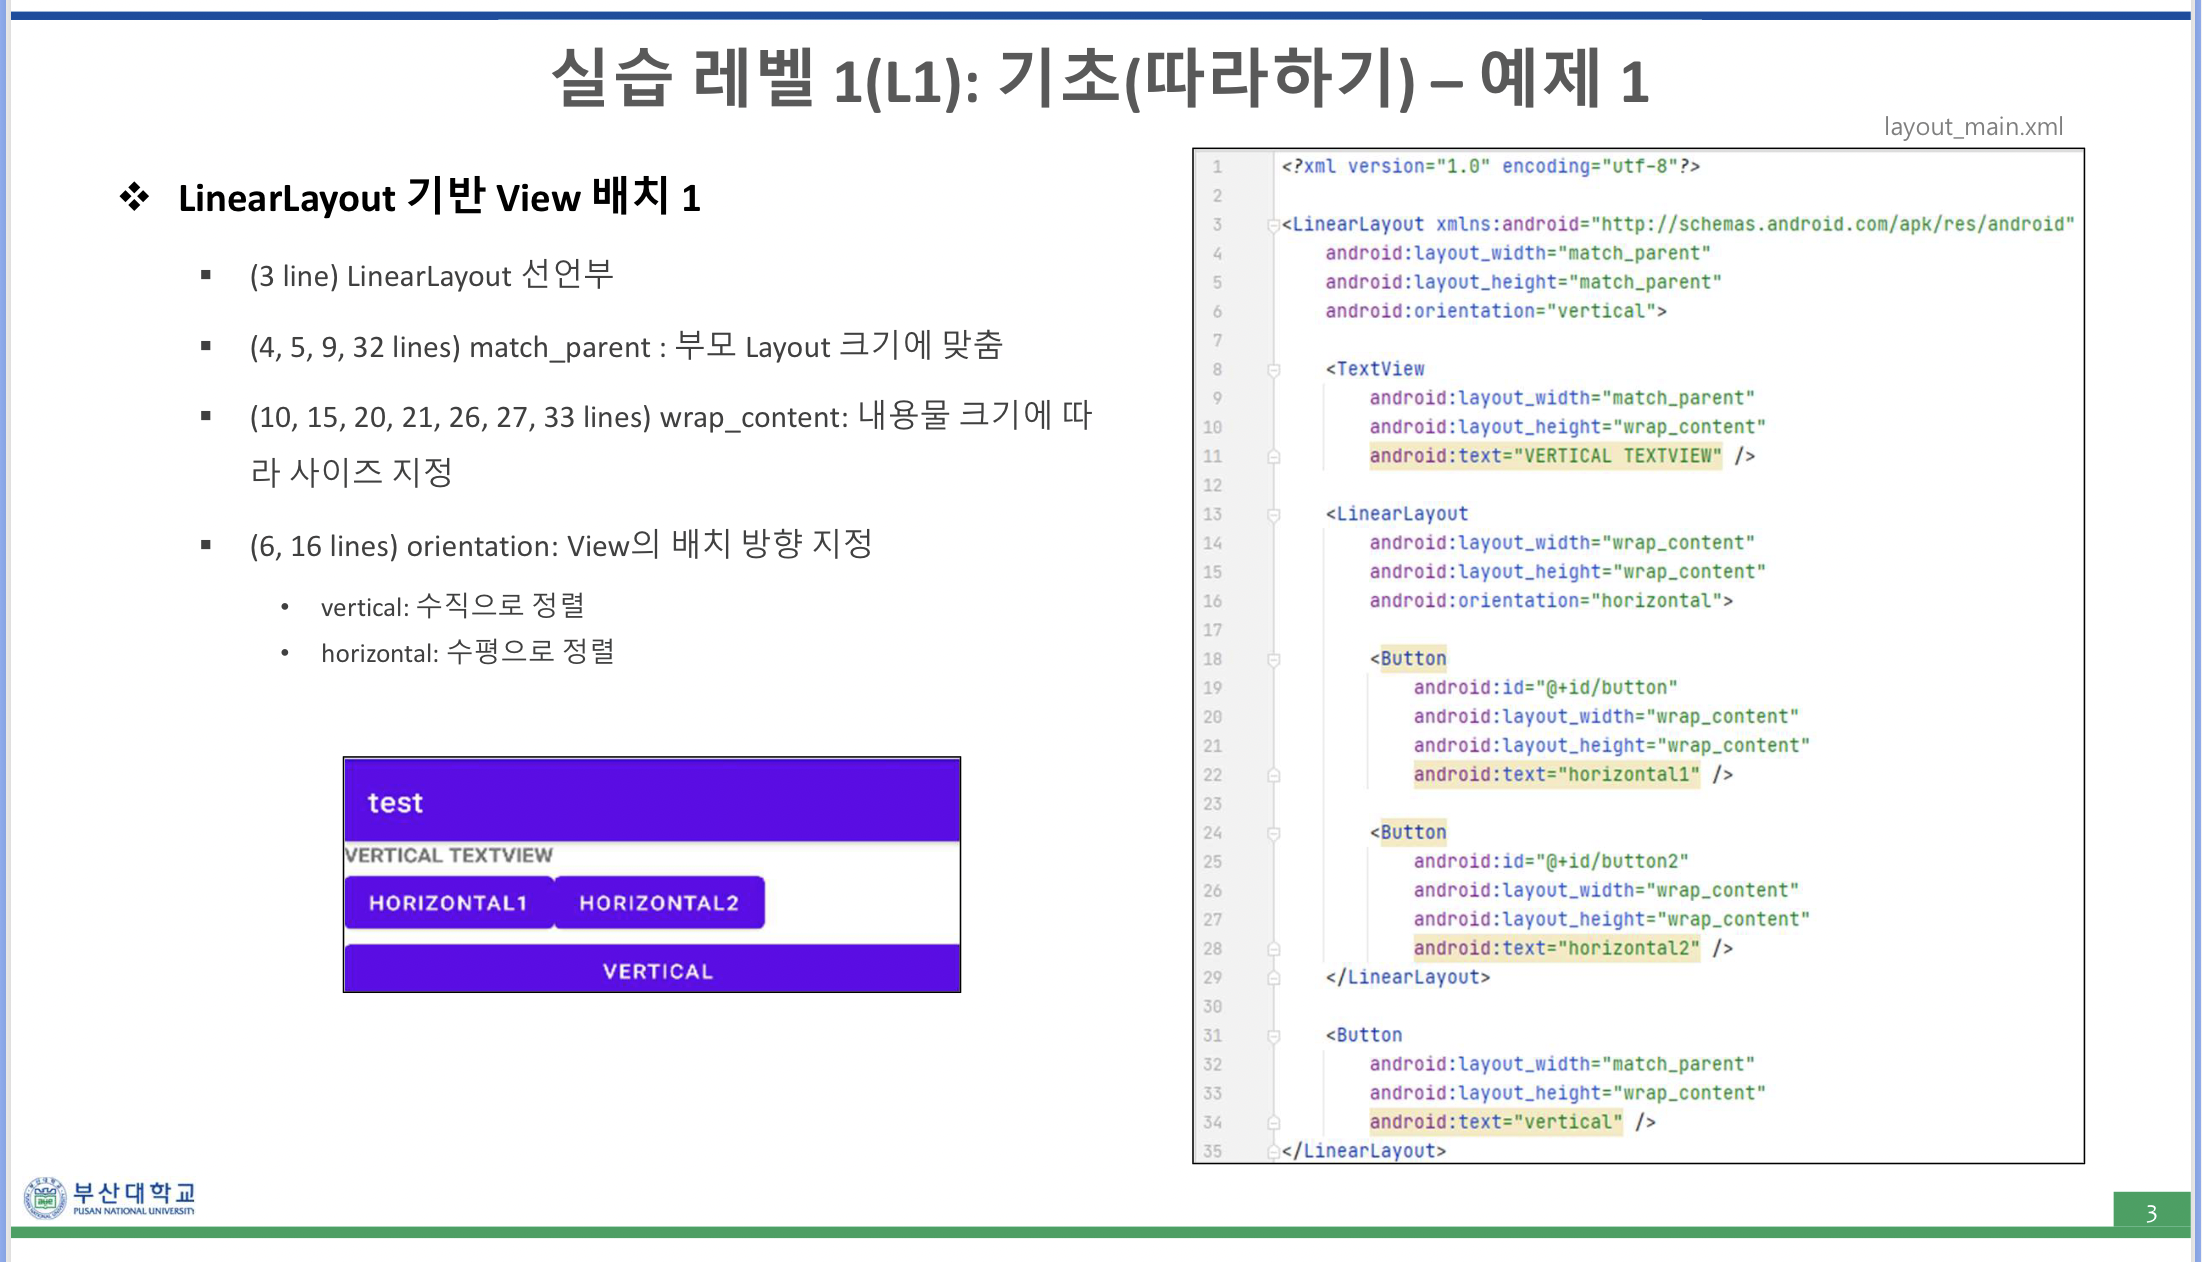 실습 레벨 1(L1): 기초(따라하기) – 예제 1
layout_main.xml
❖ LinearLayout 기반 View 배치 1
▪ (3 line) LinearLayout 선언부
▪ (4, 5, 9, 32 lines) match_parent : 부모 Layout 크기에 맞춤
▪ (10, 15, 20, 21, 26, 27, 33 lines) wrap_content: 내용물 크기에 따
라 사이즈 지정
▪ (6, 16 lines) orientation: View의 배치 방향 지정
• vertical: 수직으로 정렬
• horizontal: 수평으로 정렬
test
VERTICAL TEXTVIEW
HORIZONTAL1 HORIZONTAL2
VERTICAL
1 <?xml version="1.0" encoding="utf-8"?>
2
3 <LinearLayout xmlns:android="http://schemas.android.com/apk/res/android"
4 android:layout_width="match_parent"
5 android:layout_height="match_parent"
6 android:orientation="vertical">
7
8 <TextView
9 android:layout_width="match_parent"
10 android:layout_height="wrap_content"
11 android:text="VERTICAL TEXTVIEW" />
12
13 <LinearLayout
14 android:layout_width="wrap_content"
15 android:layout_height="wrap_content"
16 android:orientation="horizontal">
17
18 <Button
19 android:id="@+id/button"
20 android:layout_width="wrap_content"
21 android:layout_height="wrap_content"
22 android:text="horizontal1" />
23
24 <Button
25 android:id="@+id/button2"
26 android:layout_width="wrap_content"
27 android:layout_height="wrap_content"
28 android:text="horizontal2" />
29 </LinearLayout>
30
31 <Button
32 android:layout_width="match_parent"
33 android:layout_height="wrap_content"
34 android:text="vertical" />
35 </LinearLayout>
부산대학교
PUSAN NATIONAL UNIVERSITY
3